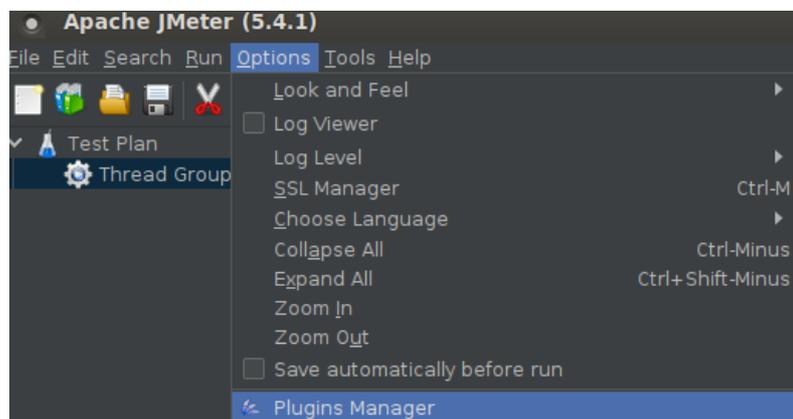 Apache JMeter (5.4.1)
File Edit Search Run Options Tools Help
Look and Feel
Log Viewer
Test Plan
Log Level
Thread Group
SSL Manager Ctrl-M
Choose Language
Collapse All Ctrl-Minus
Expand All Ctrl+Shift-Minus
Zoom In
Zoom Out
Save automatically before run
Plugins Manager